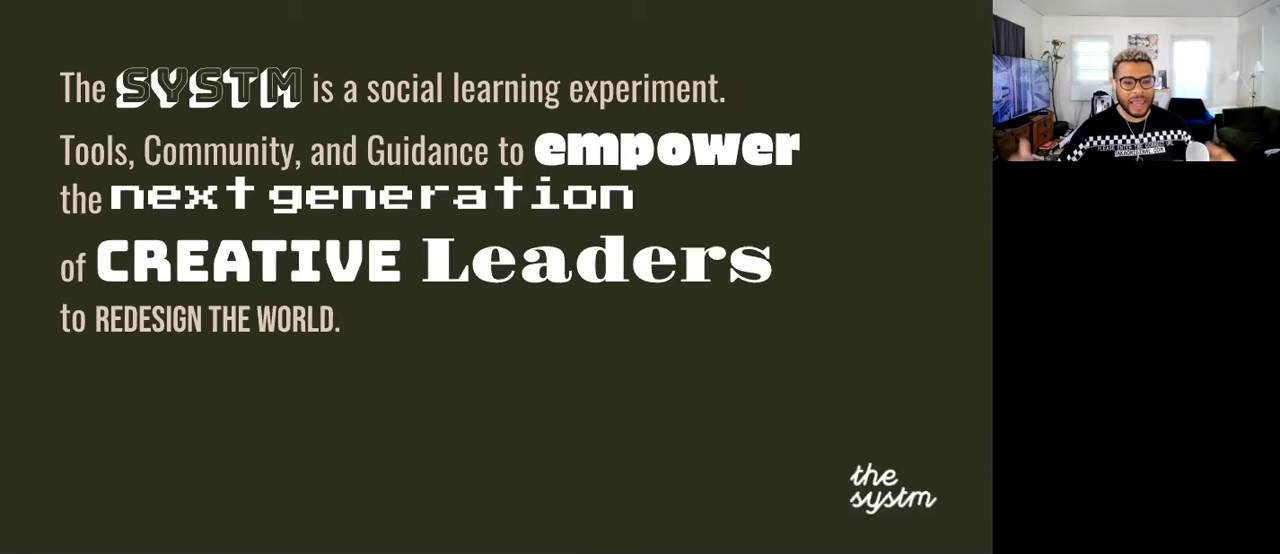 The SYSTM is a social learning experiment.
Tools, Community, and Guidance to empower
the next generation
of CREATIVE Leaders
to REDESIGN THE WORLD.
the
systm